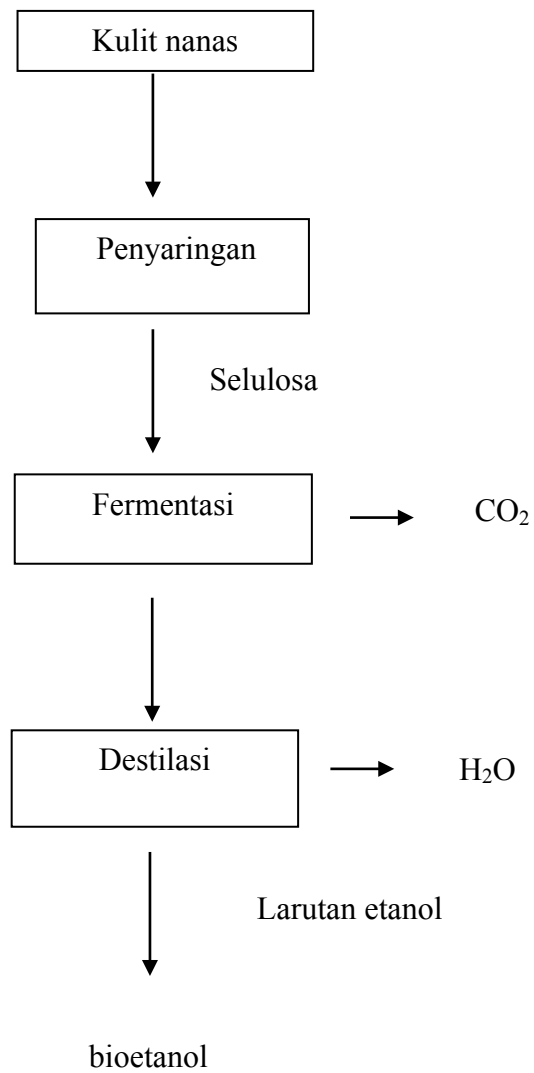 Kulit nanas
Penyaringan
Selulosa
Fermentasi
CO₂
Destilasi
H₂O
Larutan etanol
bioetanol